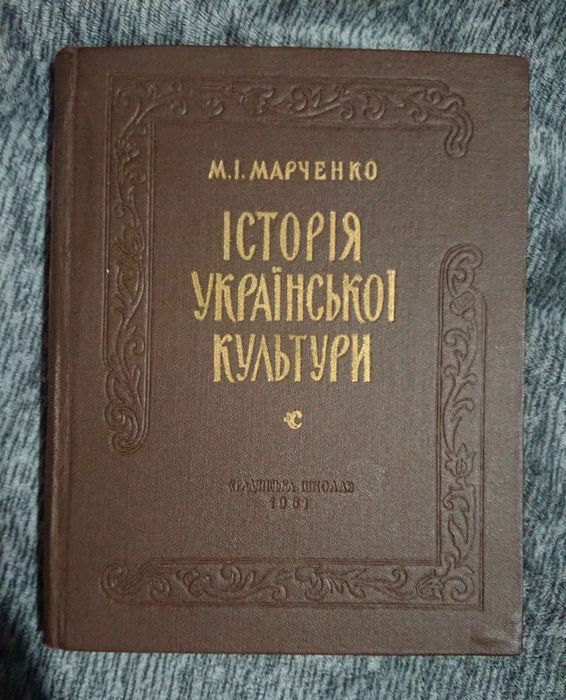 М.І. МАРЧЕНКО
ІСТОРІЯ
УКРАЇНСЬКОЇ
КУЛЬТУРИ
«РАДЯНСЬКА ШКОЛА»
1961